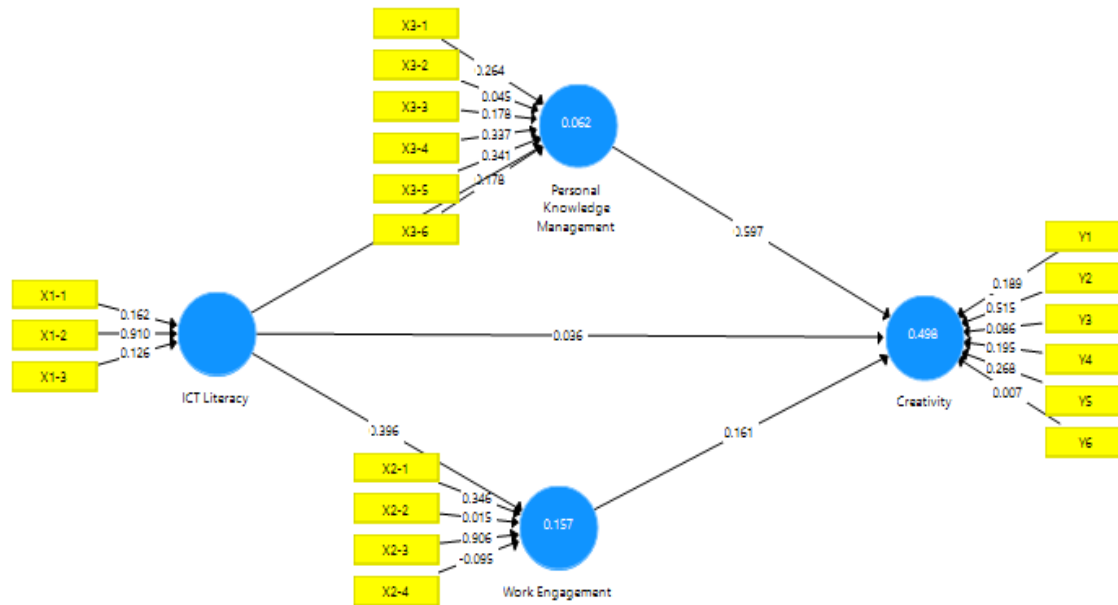 X3-1
X3-2
X3-3
X3-4
X3-5
X3-6
0.264
0.045
0.178
0.337
0.341
0.178
0.062
Personal
Knowledge
Management
0.597
X1-1
X1-2
X1-3
0.162
0.910
0.126
ICT Literacy
0.036
0.396
Y1
Y2
Y3
Y4
Y5
Y6
0.189
0.515
0.086
0.195
0.268
0.007
0.498
Creativity
0.161
X2-1
X2-2
X2-3
X2-4
0.346
0.015
0.906
-0.095
0.157
Work Engagement